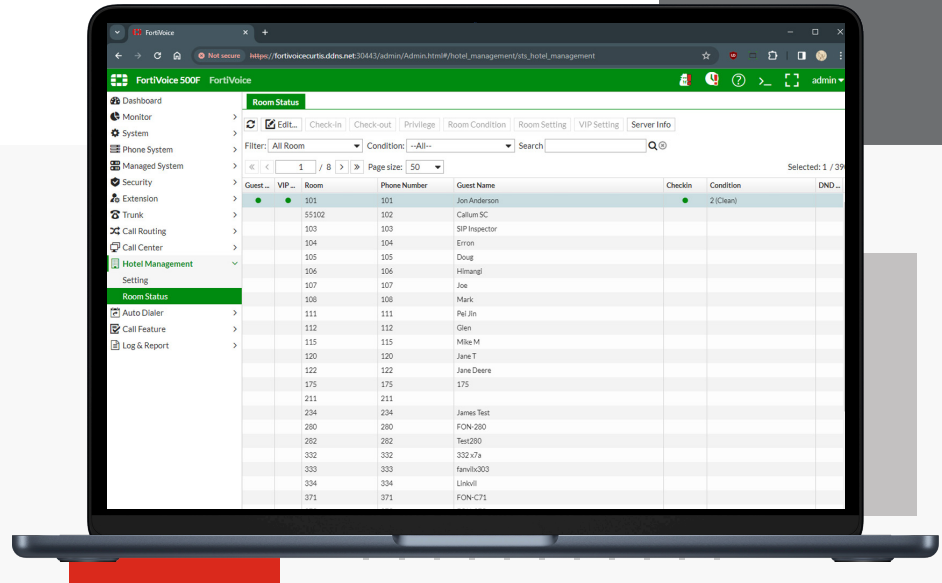 FortiVoice
Not secure https://fortivoicecurtis.ddns.net:30443/admin/Admin.html#/hotel_management/sts_hotel_management
FortiVoice 500F FortiVoice admin
Dashboard
Monitor
System
Phone System
Managed System
Security
Extension
Trunk
Call Routing
Call Center
Hotel Management
Setting
Room Status
Auto Dialer
Call Feature
Log & Report
Room Status
Edit... Check-in Check-out Privilege Room Condition Room Setting VIP Setting Server Info
Filter: All Room Condition: --All-- Search
1 / 8 Page size: 50 Selected: 1 / 39
Guest ... VIP ... Room Phone Number Guest Name Checkin Condition DND ...
101 101 Jon Anderson 2 (Clean)
55102 102 Callum SC
103 103 SIP Inspector
104 104 Erron
105 105 Doug
106 106 Himangi
107 107 Joe
108 108 Mark
111 111 Pei Jin
112 112 Glen
115 115 Mike M
120 120 Jane T
122 122 Jane Deere
175 175 175
211 211
234 234 James Test
280 280 FON-280
282 282 Test280
332 332 332 x7a
333 333 fanvilx303
334 334 Linkvil
371 371 FON-C71